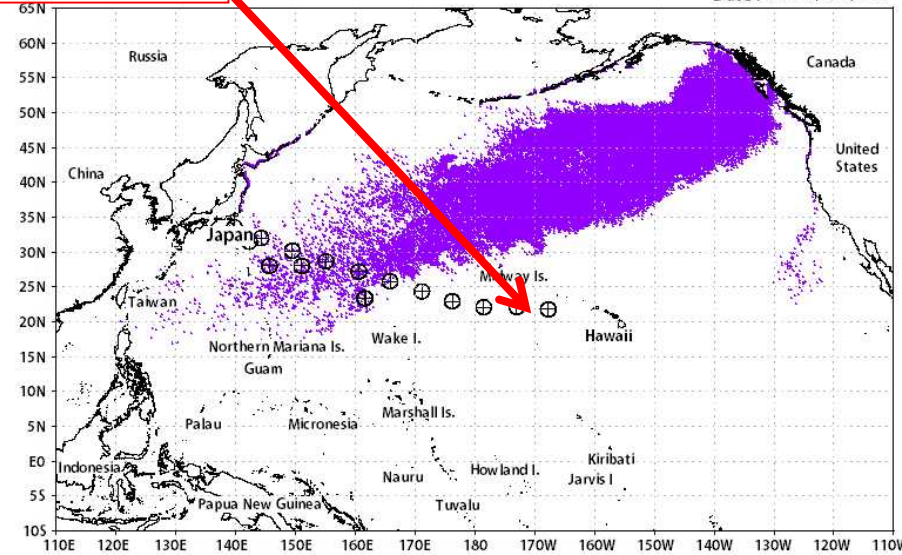 65N
60N
Russia
Canada
55N
50N
45N
United
States
40N
China
35N
Japan
30N
Midway Is.
25N
Taiwan
20N
Hawaii
Northern Mariana Is.
Wake I.
15N
Guam
10N
Marshall Is.
Palau
Micronesia
5N
Kiribati
E0
Indonesia
Howland I.
Nauru
Jarvis I
5S
Papua New Guinea
Tuvalu
10S
110E 120E 130E 140E 150E 160E 170E 180 170W 160W 150W 140W 130W 120W 110W